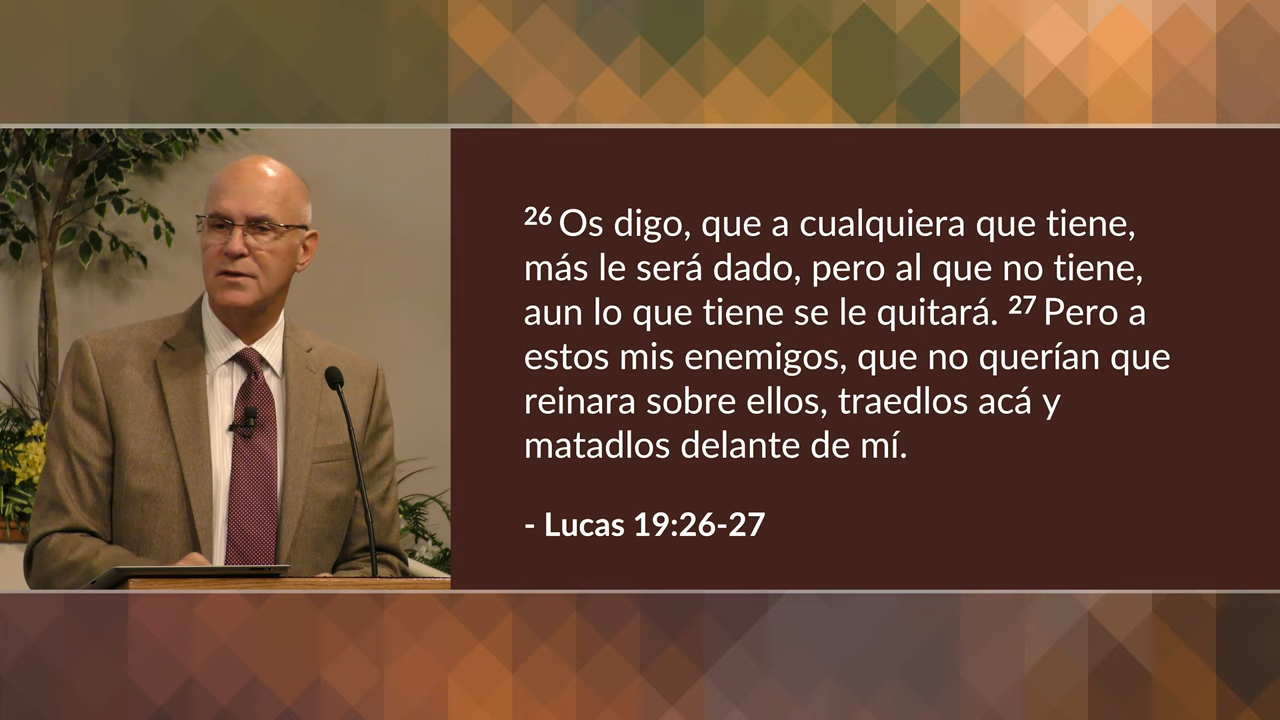 26 Os digo, que a cualquiera que tiene,
más le será dado, pero al que no tiene,
aun lo que tiene se le quitará. 27 Pero a
estos mis enemigos, que no querían que
reinara sobre ellos, traedlos acá y
matadlos delante de mí.
- Lucas 19:26-27